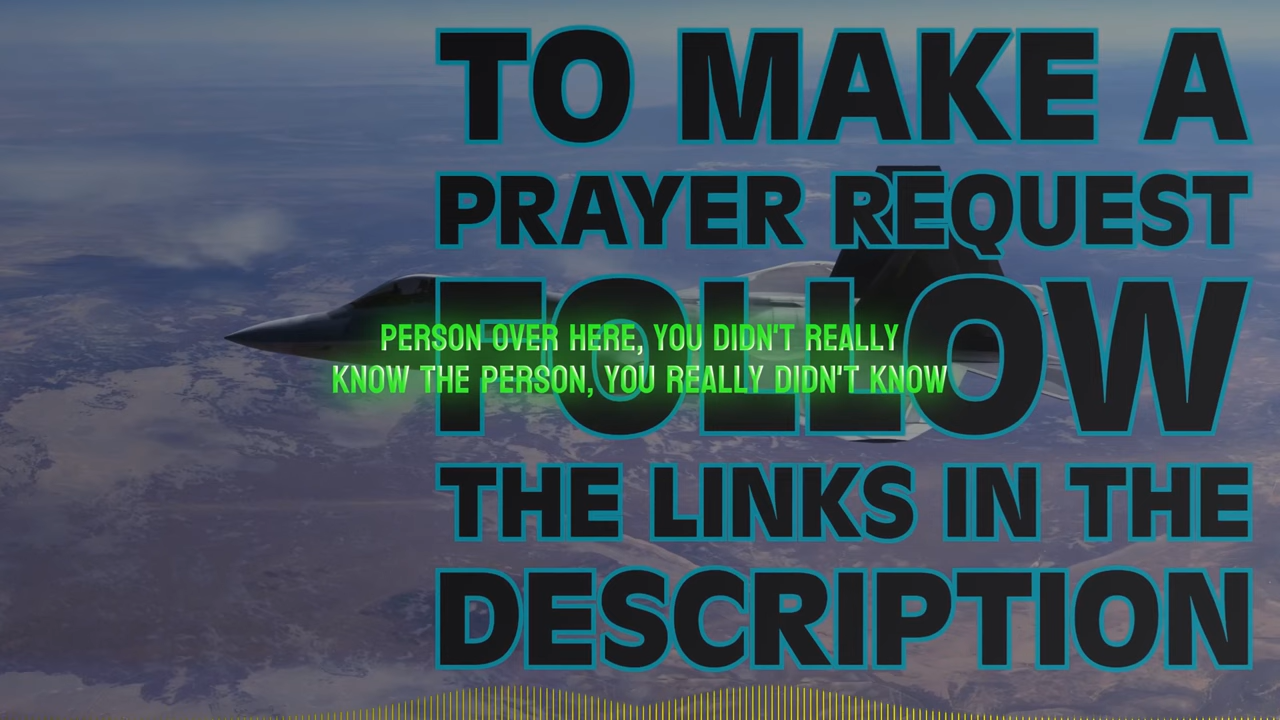 TO MAKE A
PRAYER REQUEST
FOLLOW
PERSON OVER HERE, YOU DIDN'T REALLY
KNOW THE PERSON, YOU REALLY DIDN'T KNOW
THE LINKS IN THE
DESCRIPTION